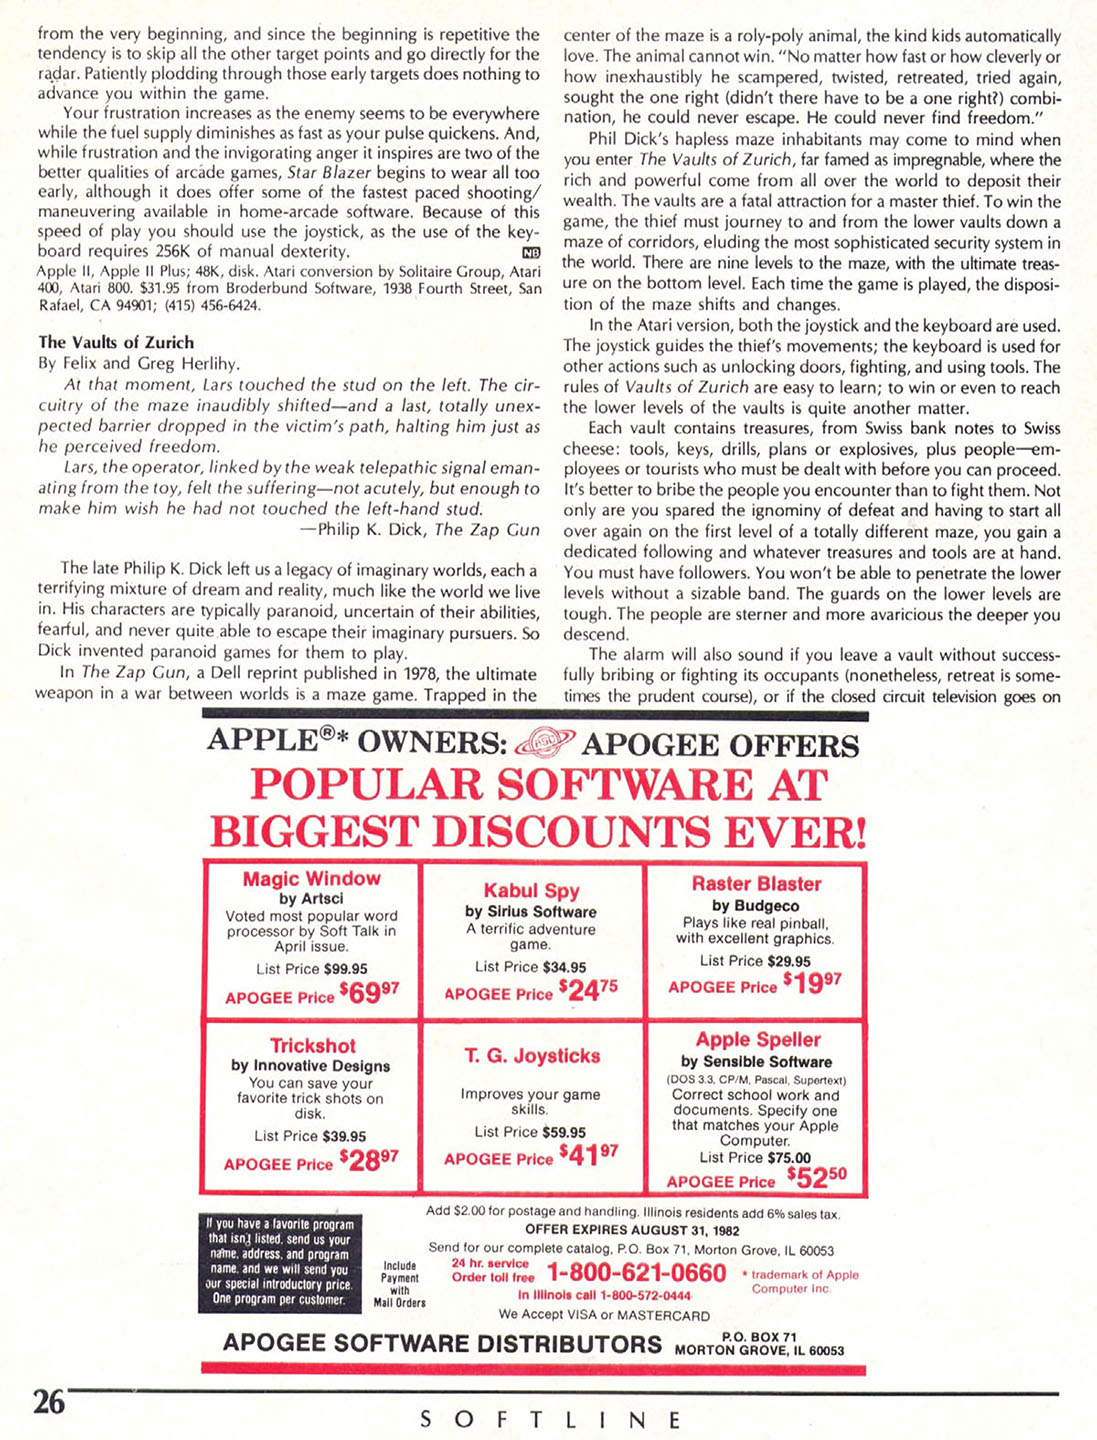 from the very beginning, and since the beginning is repetitive the
tendency is to skip all the other target points and go directly for the
radar. Patiently plodding through those early targets does nothing to
advance you within the game.
Your frustration increases as the enemy seems to be everywhere
while the fuel supply diminishes as fast as your pulse quickens. And,
while frustration and the invigorating anger it inspires are two of the
better qualities of arcade games, Star Blazer begins to wear all too
early, although it does offer some of the fastest paced shooting/
maneuvering available in home-arcade software. Because of this
speed of play you should use the joystick, as the use of the key-
board requires 256K of manual dexterity. NB
Apple II, Apple II Plus; 48K, disk. Atari conversion by Solitaire Group, Atari
400, Atari 800. $31.95 from Broderbund Software, 1938 Fourth Street, San
Rafael, CA 94901; (415) 456-6424.
The Vaults of Zurich
By Felix and Greg Herlihy.
At that moment, Lars touched the stud on the left. The cir-
cuitry of the maze inaudibly shifted—and a last, totally unex-
pected barrier dropped in the victim's path, halting him just as
he perceived freedom.
Lars, the operator, linked by the weak telepathic signal eman-
ating from the toy, felt the suffering—not acutely, but enough to
make him wish he had not touched the left-hand stud.
—Philip K. Dick, The Zap Gun
The late Philip K. Dick left us a legacy of imaginary worlds, each a
terrifying mixture of dream and reality, much like the world we live
in. His characters are typically paranoid, uncertain of their abilities,
fearful, and never quite able to escape their imaginary pursuers. So
Dick invented paranoid games for them to play.
In The Zap Gun, a Dell reprint published in 1978, the ultimate
weapon in a war between worlds is a maze game. Trapped in the
center of the maze is a roly-poly animal, the kind kids automatically
love. The animal cannot win. "No matter how fast or how cleverly or
how inexhaustibly he scampered, twisted, retreated, tried again,
sought the one right (didn't there have to be a one right?) combi-
nation, he could never escape. He could never find freedom."
Phil Dick's hapless maze inhabitants may come to mind when
you enter The Vaults of Zurich, far famed as impregnable, where the
rich and powerful come from all over the world to deposit their
wealth. The vaults are a fatal attraction for a master thief. To win the
game, the thief must journey to and from the lower vaults down a
maze of corridors, eluding the most sophisticated security system in
the world. There are nine levels to the maze, with the ultimate treas-
ure on the bottom level. Each time the game is played, the disposi-
tion of the maze shifts and changes.
In the Atari version, both the joystick and the keyboard are used.
The joystick guides the thief's movements; the keyboard is used for
other actions such as unlocking doors, fighting, and using tools. The
rules of Vaults of Zurich are easy to learn; to win or even to reach
the lower levels of the vaults is quite another matter.
Each vault contains treasures, from Swiss bank notes to Swiss
cheese: tools, keys, drills, plans or explosives, plus people—em-
ployees or tourists who must be dealt with before you can proceed.
It's better to bribe the people you encounter than to fight them. Not
only are you spared the ignominy of defeat and having to start all
over again on the first level of a totally different maze, you gain a
dedicated following and whatever treasures and tools are at hand.
You must have followers. You won't be able to penetrate the lower
levels without a sizable band. The guards on the lower levels are
tough. The people are sterner and more avaricious the deeper you
descend.
The alarm will also sound if you leave a vault without success-
fully bribing or fighting its occupants (nonetheless, retreat is some-
times the prudent course), or if the closed circuit television goes on
APPLE®* OWNERS: ASD APOGEE OFFERS
POPULAR SOFTWARE AT
BIGGEST DISCOUNTS EVER!
Magic Window
by Artsci
Voted most popular word
processor by Soft Talk in
April issue.
List Price $99.95
APOGEE Price $69 97
Kabul Spy
by Sirius Software
A terrific adventure
game.
List Price $34.95
APOGEE Price $24 75
Raster Blaster
by Budgeco
Plays like real pinball,
with excellent graphics.
List Price $29.95
APOGEE Price $19 97
Trickshot
by Innovative Designs
You can save your
favorite trick shots on
disk.
List Price $39.95
APOGEE Price $28 97
T. G. Joysticks
Improves your game
skills.
List Price $59.95
APOGEE Price $41 97
Apple Speller
by Sensible Software
(DOS 3.3, CP/M, Pascal, Supertext)
Correct school work and
documents. Specify one
that matches your Apple
Computer.
List Price $75.00
APOGEE Price $52 50
Add $2.00 for postage and handling. Illinois residents add 6% sales tax.
OFFER EXPIRES AUGUST 31, 1982
Send for our complete catalog, P.O. Box 71, Morton Grove, IL 60053
If you have a favorite program
that isn't listed, send us your
name, address, and program
name, and we will send you
our special introductory price.
One program per customer.
Include
Payment
with
Mail Orders
24 hr. service
Order toll free 1-800-621-0660
In Illinois call 1-800-572-0444
* trademark of Apple
Computer Inc.
We Accept VISA or MASTERCARD
APOGEE SOFTWARE DISTRIBUTORS P.O. BOX 71
MORTON GROVE, IL 60053
26
SOFTLINE